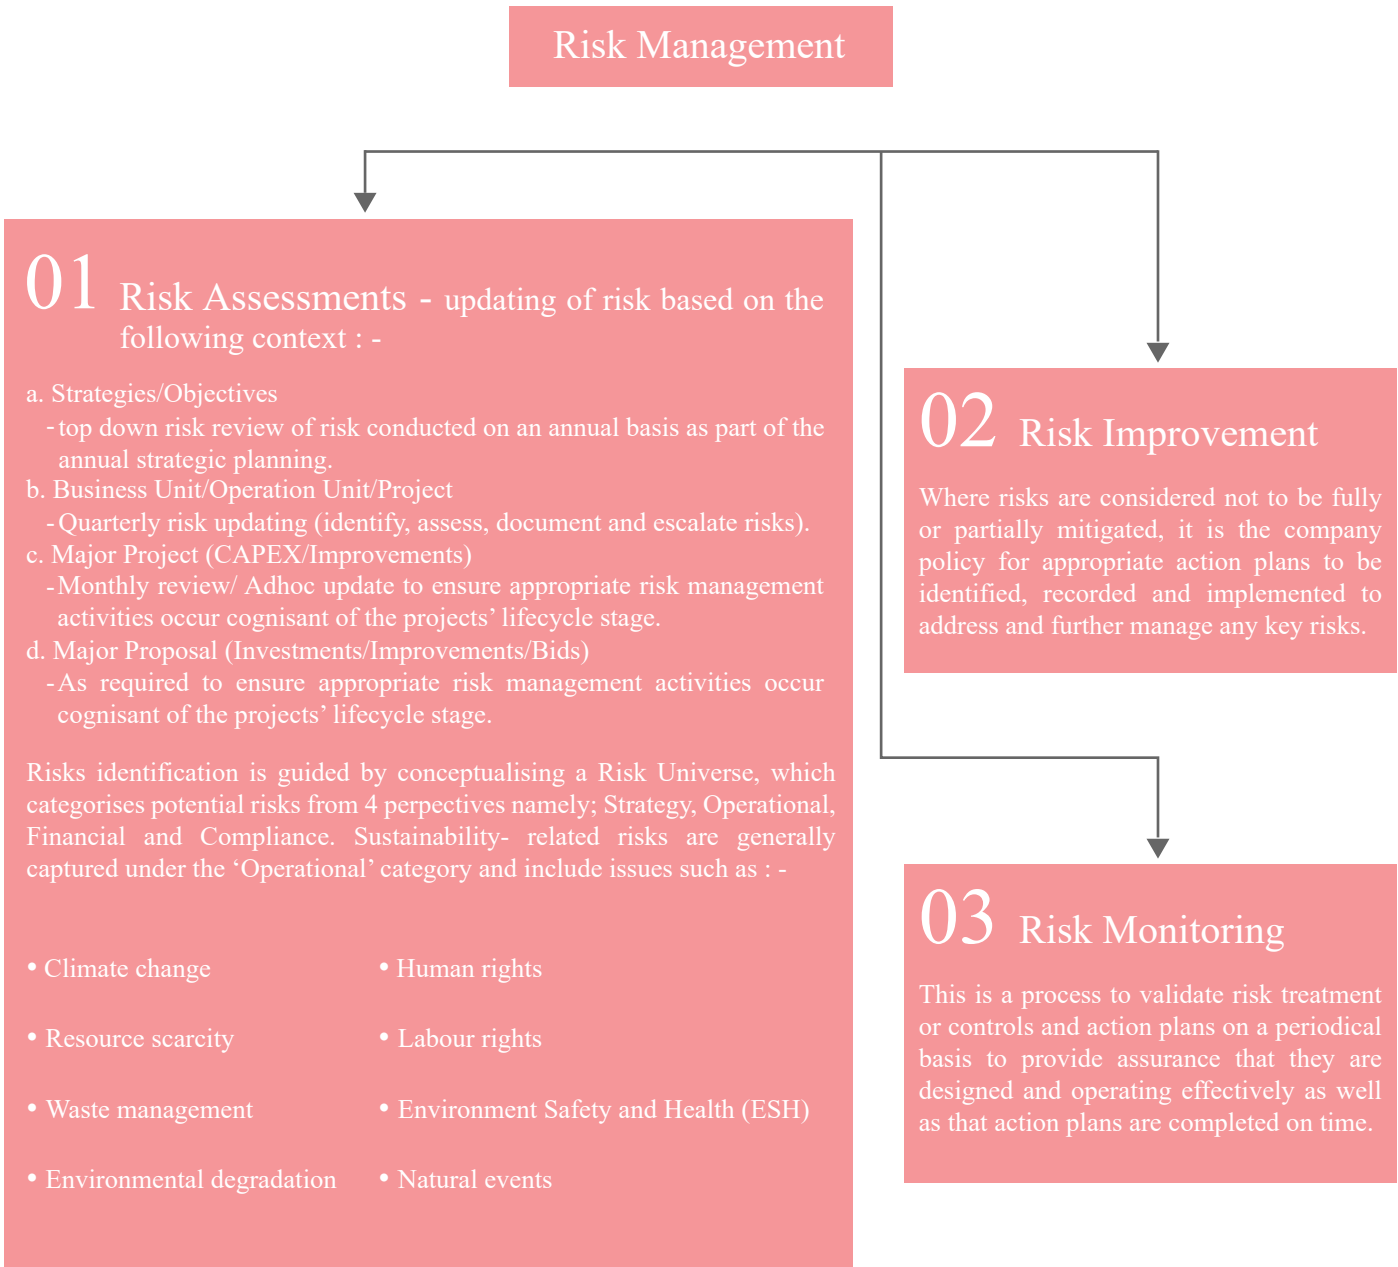 Risk Management
01 Risk Assessments - updating of risk based on the
following context : -
a. Strategies/Objectives
- top down risk review of risk conducted on an annual basis as part of the
annual strategic planning.
b. Business Unit/Operation Unit/Project
- Quarterly risk updating (identify, assess, document and escalate risks).
c. Major Project (CAPEX/Improvements)
- Monthly review/ Adhoc update to ensure appropriate risk management
activities occur cognisant of the projects’ lifecycle stage.
d. Major Proposal (Investments/Improvements/Bids)
- As required to ensure appropriate risk management activities occur
cognisant of the projects’ lifecycle stage.
Risks identification is guided by conceptualising a Risk Universe, which
categorises potential risks from 4 perpectives namely; Strategy, Operational,
Financial and Compliance. Sustainability- related risks are generally
captured under the ‘Operational’ category and include issues such as : -
• Climate change
• Resource scarcity
• Waste management
• Environmental degradation
• Human rights
• Labour rights
• Environment Safety and Health (ESH)
• Natural events
02 Risk Improvement
Where risks are considered not to be fully
or partially mitigated, it is the company
policy for appropriate action plans to be
identified, recorded and implemented to
address and further manage any key risks.
03 Risk Monitoring
This is a process to validate risk treatment
or controls and action plans on a periodical
basis to provide assurance that they are
designed and operating effectively as well
as that action plans are completed on time.